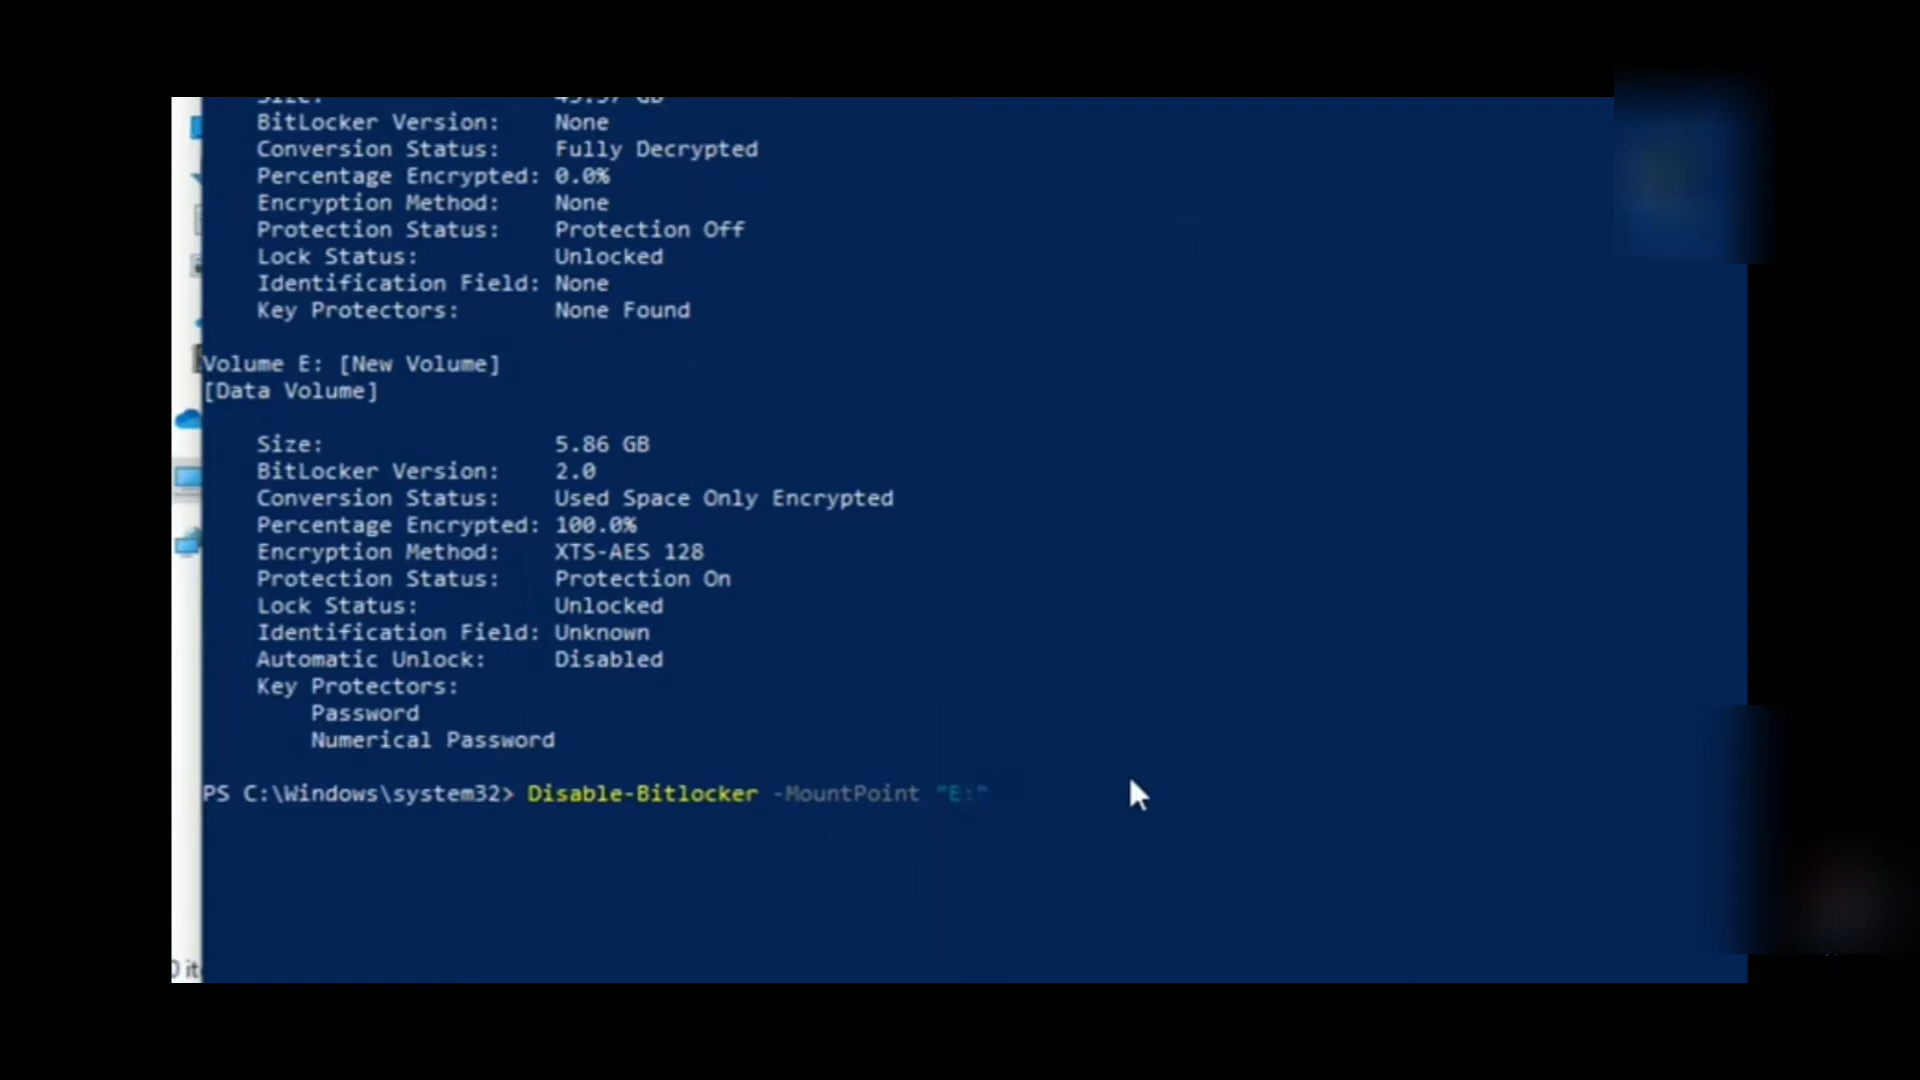 BitLocker Version: None
Conversion Status: Fully Decrypted
Percentage Encrypted: 0.0%
Encryption Method: None
Protection Status: Protection Off
Lock Status: Unlocked
Identification Field: None
Key Protectors: None Found
Volume E: [New Volume]
[Data Volume]
Size: 5.86 GB
BitLocker Version: 2.0
Conversion Status: Used Space Only Encrypted
Percentage Encrypted: 100.0%
Encryption Method: XTS-AES 128
Protection Status: Protection On
Lock Status: Unlocked
Identification Field: Unknown
Automatic Unlock: Disabled
Key Protectors:
Password
Numerical Password
PS C:\Windows\system32> Disable-Bitlocker -MountPoint "E:"